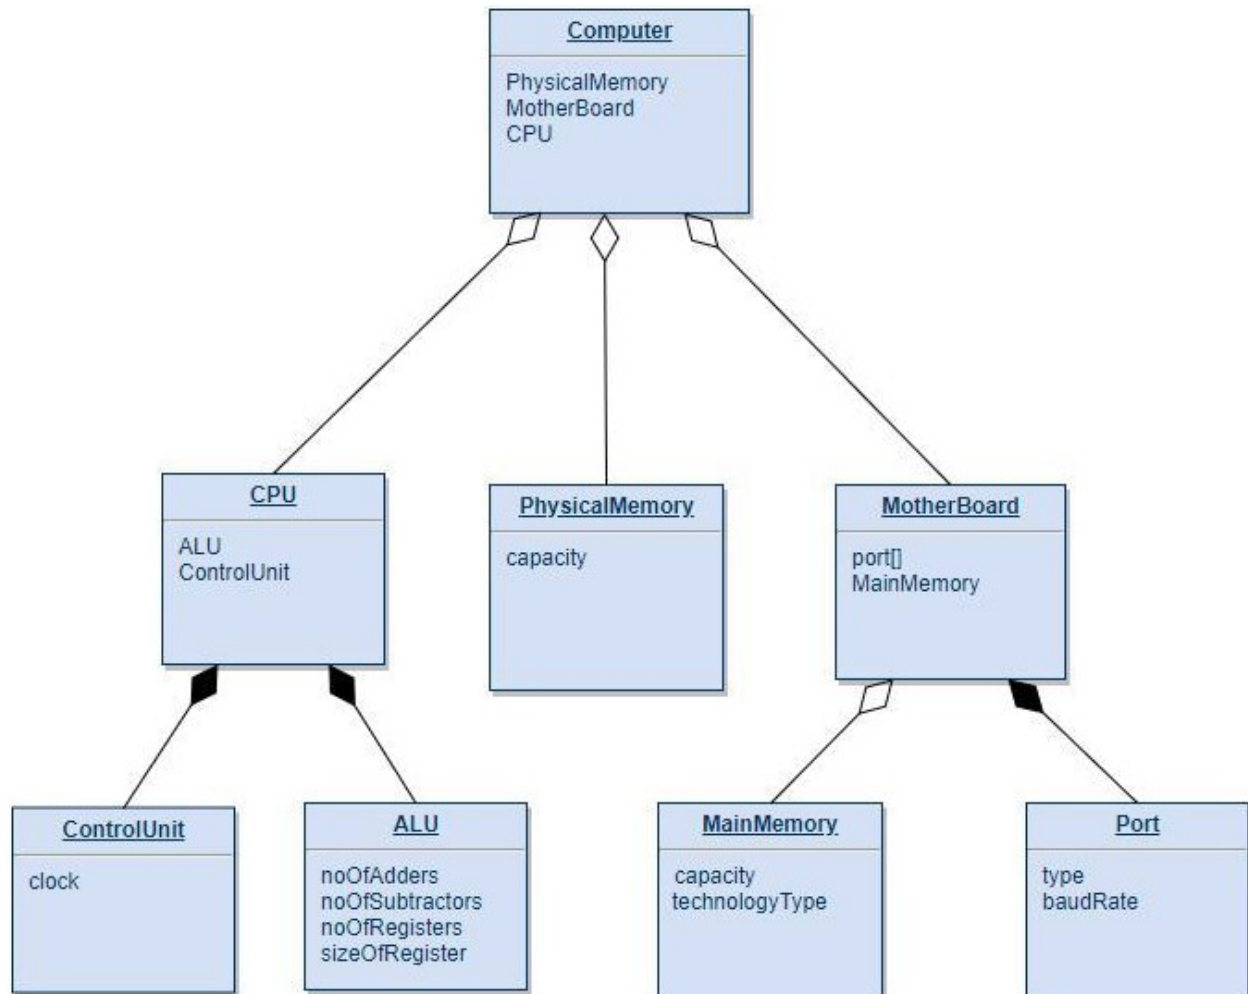 Computer
PhysicalMemory
MotherBoard
CPU
CPU
ALU
ControlUnit
PhysicalMemory
capacity
MotherBoard
port[]
MainMemory
ControlUnit
clock
ALU
noOfAdders
noOfSubtractors
noOfRegisters
sizeOfRegister
MainMemory
capacity
technologyType
Port
type
baudRate